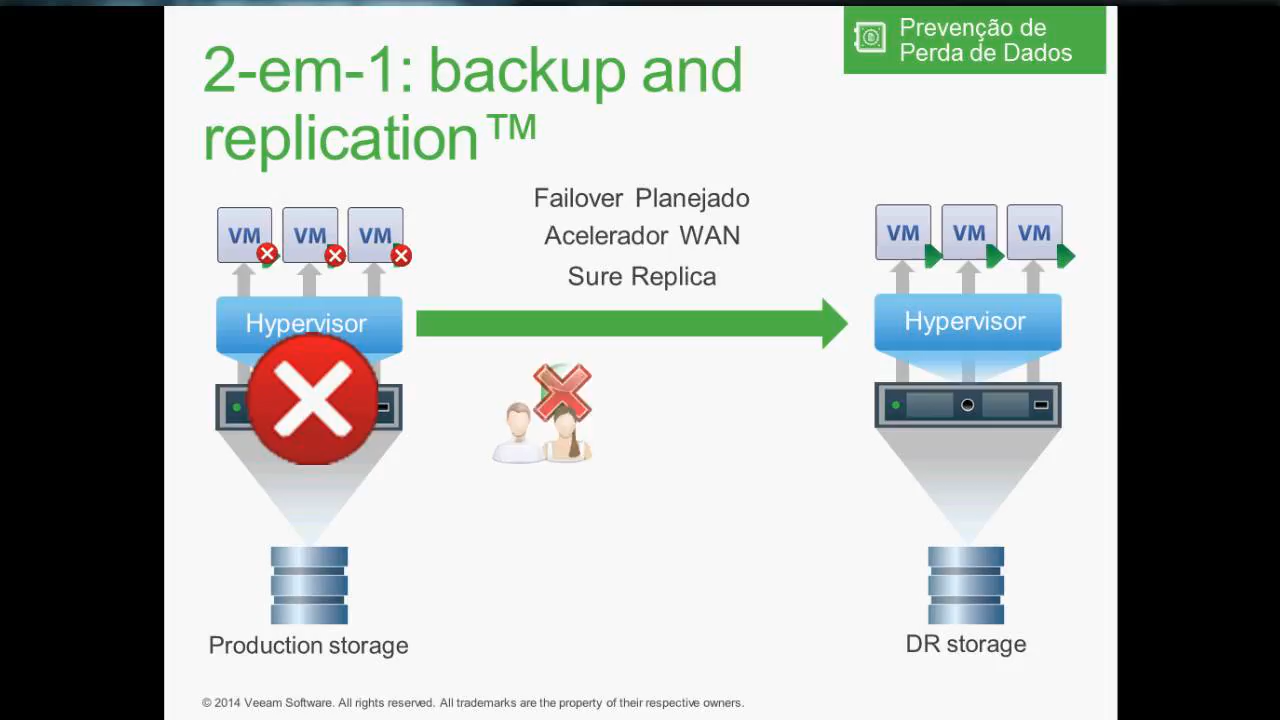 Prevenção de
Perda de Dados
2-em-1: backup and
replication™
Failover Planejado
Acelerador WAN
Sure Replica
VM VM VM
VM VM VM
Hypervisor
Hypervisor
Production storage
DR storage
© 2014 Veeam Software. All rights reserved. All trademarks are the property of their respective owners.